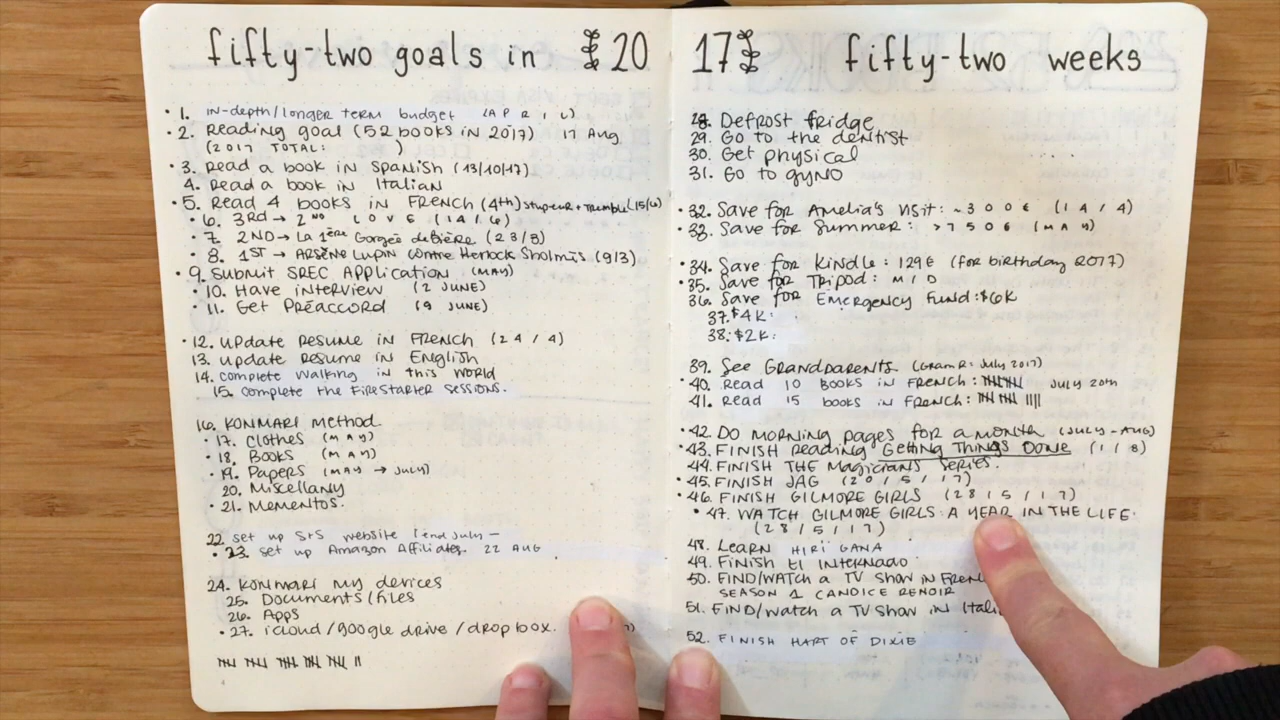 fifty-two goals in 20
• 1. in-depth/longer term budget (APRIL)
• 2. Reading goal (52 books in 2017) 17 Aug
(2017 TOTAL: )
• 3. Read a book in Spanish (13/10/17)
4. Read a book in Italian
• 5. Read 4 books in French (4th) Stupeur + Tremble (15/6)
• 6. 3RD → 2ND LOVE (14/6)
• 7. 2ND → La 1ère Gorgée de Bière (23/3)
• 8. 1ST → Arsène Lupin Contre Herlock Sholmis (9/3)
• 9. Submit SREC Application (MAY)
• 10. Have interview (2 JUNE)
• 11. Get Préaccord (9 JUNE)
• 12. Update resume in French (24/4)
13. Update resume in English
14. Complete Walking in this World
15. Complete the Firestarter Sessions.
16. KONMARI METHOD
• 17. Clothes (MAY)
• 18. Books (MAY)
• 19. Papers (MAY → JULY)
20. Miscellany
• 21. Mementos.
22 set up S+S website (end July –
• 23. set up Amazon Affiliates. 22 AUG
24. KONMARI my devices
25. Documents/files
26. Apps
• 27. icloud/google drive/dropbox.
17 fifty-two weeks
28. Defrost fridge
29. Go to the dentist
30. Get physical
31. Go to gyno
• 32. Save for Amelia's visit: ~300€ (14/4)
• 33. Save for Summer: >750€ (MAY)
• 34. Save for Kindle: 129€ (for birthday 2017)
• 35. Save for Tripod: MID
36. Save for Emergency Fund: $6K
37. $4K:
38. $2K:
39. See Grandparents (Gram R: July 2017)
• 40. Read 10 books in French: July 20th
• 41. Read 15 books in French:
• 42. DO MORNING pages for a month (JULY-AUG)
• 43. FINISH Reading Getting Things Done (1/8)
44. FINISH THE Magicians Series.
• 45. FINISH JAG (20/5/17)
• 46. FINISH GILMORE GIRLS (28/5/17)
• 47. WATCH GILMORE GIRLS: A YEAR IN THE LIFE.
(28/5/17)
48. Learn HIRIGANA
49. Finish El Internado
50. FIND/WATCH a TV Show in
SEASON 1 CANDICE RENOIR
51. FIND/watch a TV Show in
52. FINISH HART OF DIXIE